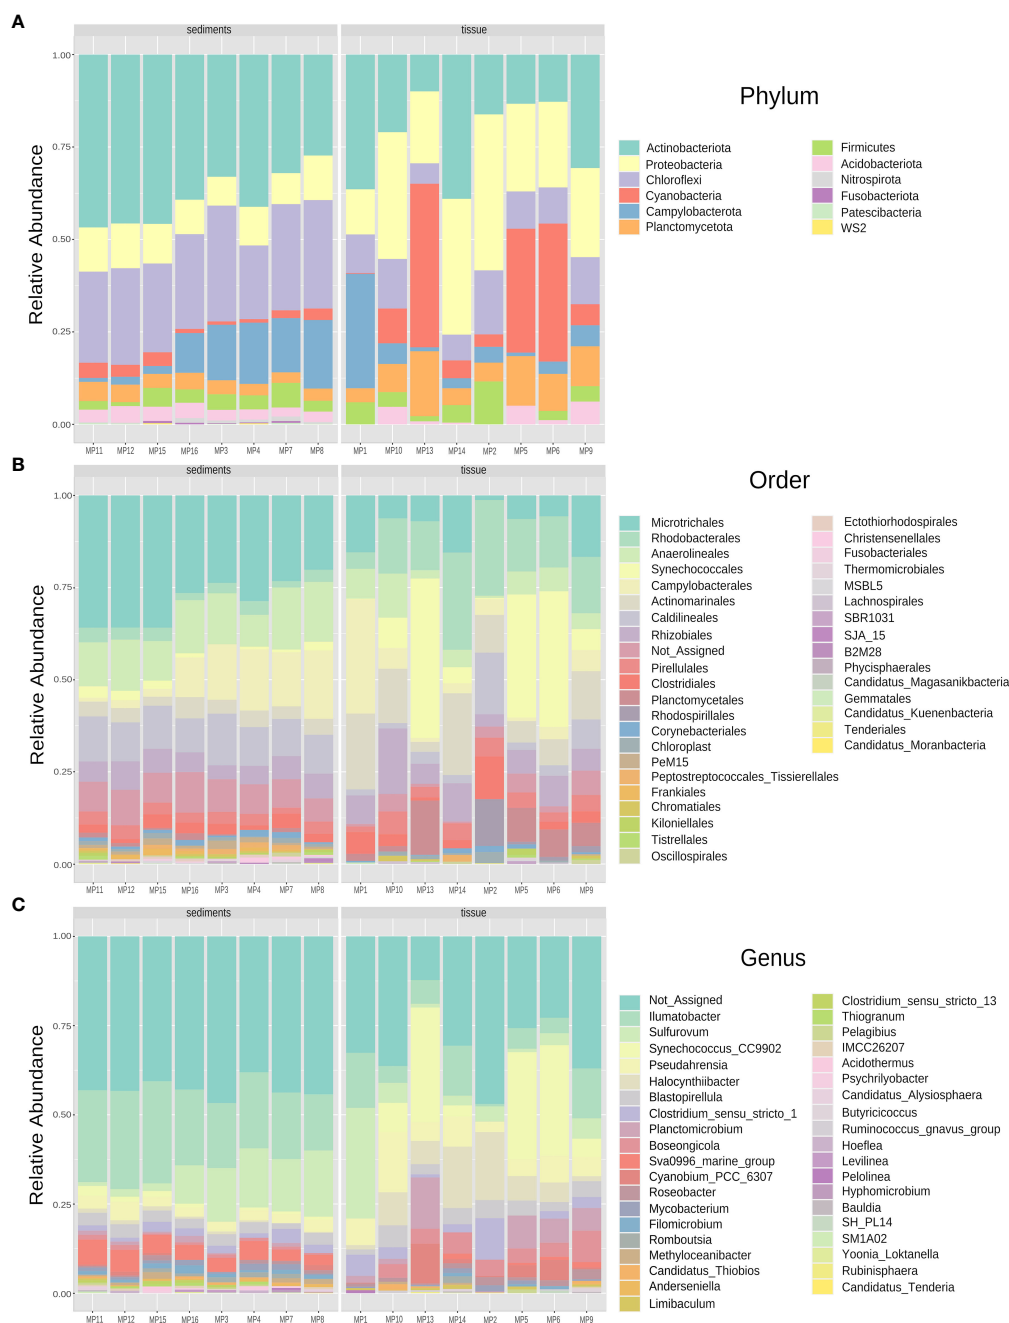 A
sediments
tissue
1.00
0.75
0.50
0.25
0.00
Relative Abundance
MP11 MP12 MP15 MP16 MP3 MP4 MP7 MP8
MP1 MP10 MP13 MP14 MP2 MP5 MP6 MP9
Phylum
Actinobacteriota
Proteobacteria
Chloroflexi
Cyanobacteria
Campylobacterota
Planctomycetota
Firmicutes
Acidobacteriota
Nitrospirota
Fusobacteriota
Patescibacteria
WS2
B
sediments
tissue
1.00
0.75
0.50
0.25
0.00
Relative Abundance
MP11 MP12 MP15 MP16 MP3 MP4 MP7 MP8
MP1 MP10 MP13 MP14 MP2 MP5 MP6 MP9
Order
Microtrichales
Rhodobacterales
Anaerolineales
Synechococcales
Campylobacterales
Actinomarinales
Caldilineales
Rhizobiales
Not_Assigned
Pirellulales
Clostridiales
Planctomycetales
Rhodospirillales
Corynebacteriales
Chloroplast
PeM15
Peptostreptococcales_Tissierellales
Frankiales
Chromatiales
Kiloniellales
Tistrellales
Oscillospirales
Ectothiorhodospirales
Christensenellales
Fusobacteriales
Thermomicrobiales
MSBL5
Lachnospirales
SBR1031
SJA_15
B2M28
Phycisphaerales
Candidatus_Magasanikbacteria
Gemmatales
Candidatus_Kuenenbacteria
Tenderiales
Candidatus_Moranbacteria
C
sediments
tissue
1.00
0.75
0.50
0.25
0.00
Relative Abundance
MP11 MP12 MP15 MP16 MP3 MP4 MP7 MP8
MP1 MP10 MP13 MP14 MP2 MP5 MP6 MP9
Genus
Not_Assigned
Ilumatobacter
Sulfurovum
Synechococcus_CC9902
Pseudahrensia
Halocynthiibacter
Blastopirellula
Clostridium_sensu_stricto_1
Planctomicrobium
Boseongicola
Sva0996_marine_group
Cyanobium_PCC_6307
Roseobacter
Mycobacterium
Filomicrobium
Romboutsia
Methyloceanibacter
Candidatus_Thiobios
Anderseniella
Limibaculum
Clostridium_sensu_stricto_13
Thiogranum
Pelagibius
IMCC26207
Acidothermus
Psychrilyobacter
Candidatus_Alysiosphaera
Butyricicoccus
Ruminococcus_gnavus_group
Hoeflea
Levilinea
Pelolinea
Hyphomicrobium
Bauldia
SH_PL14
SM1A02
Yoonia_Loktanella
Rubinisphaera
Candidatus_Tenderia